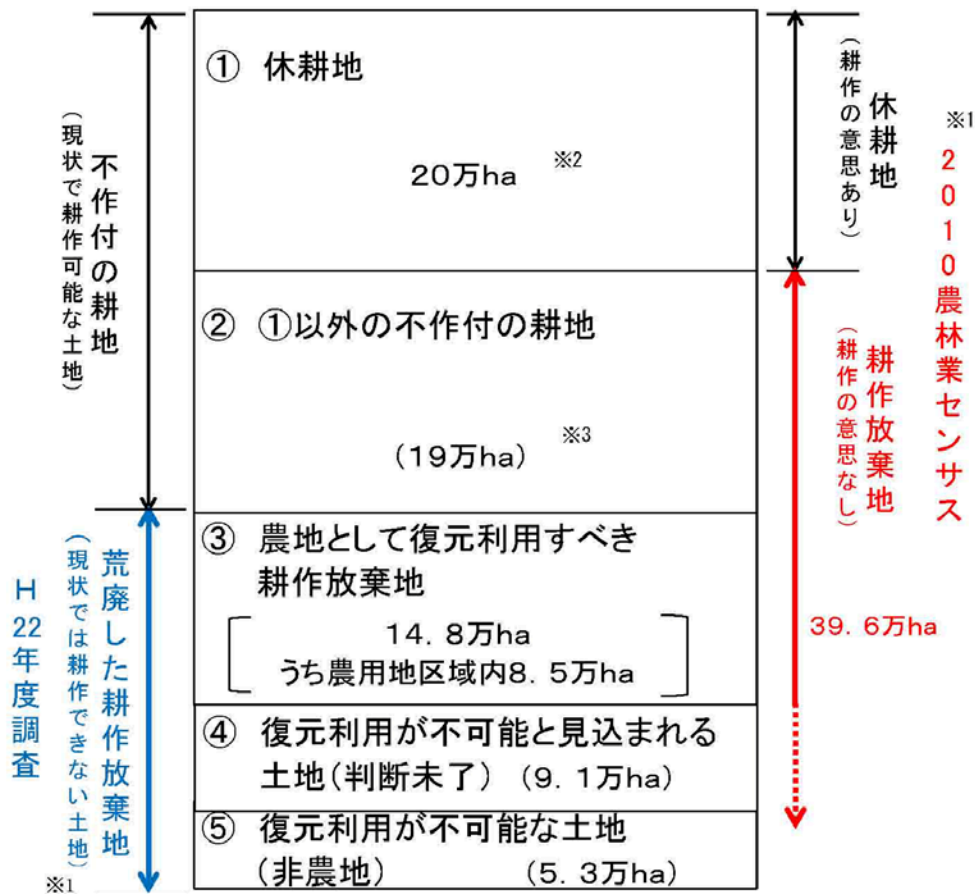 ① 休耕地
20万ha ※2
② ①以外の不作付の耕地
(19万ha) ※3
③ 農地として復元利用すべき
耕作放棄地
14.8万ha
うち農用地区域内8.5万ha
④ 復元利用が不可能と見込まれる
土地(判断未了) (9.1万ha)
⑤ 復元利用が不可能な土地
(非農地) (5.3万ha)
不作付の耕地
(現状で耕作可能な土地)
荒廃した耕作放棄地
(現状では耕作できない土地)
H22年度調査
※1
休耕地
(耕作の意思あり)
耕作放棄地
(耕作の意思なし)
39.6万ha
※1
2010農林業センサス